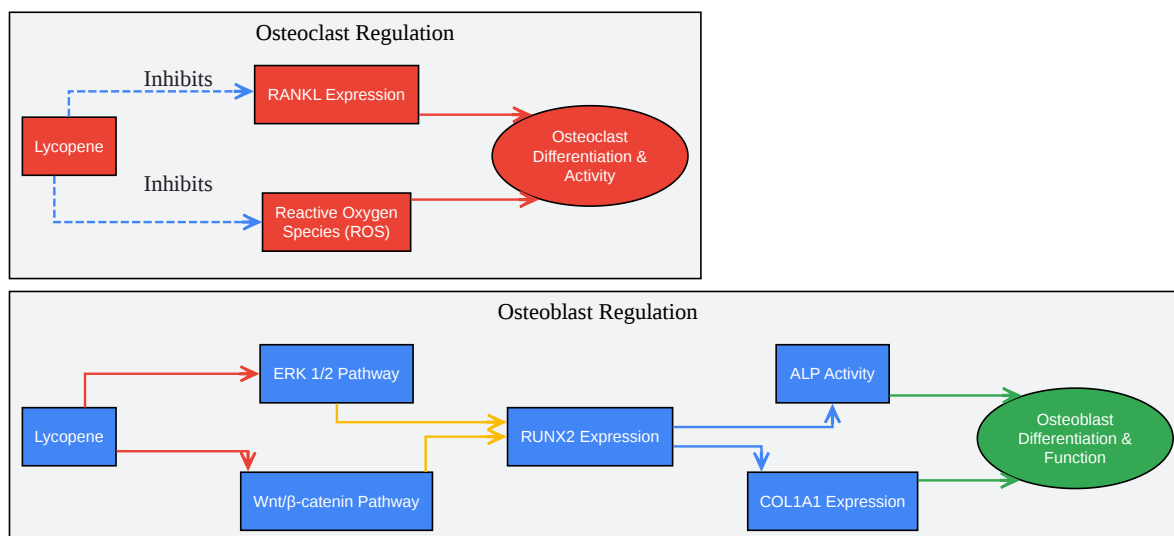 Osteoclast Regulation
Inhibits
RANKL Expression
Lycopene
Osteoclast
Differentiation &
Activity
Inhibits
Reactive Oxygen
Species (ROS)
Osteoblast Regulation
ERK 1/2 Pathway
ALP Activity
Lycopene
RUNX2 Expression
Osteoblast
Differentiation &
Function
Wnt/β-catenin Pathway
COL1A1 Expression